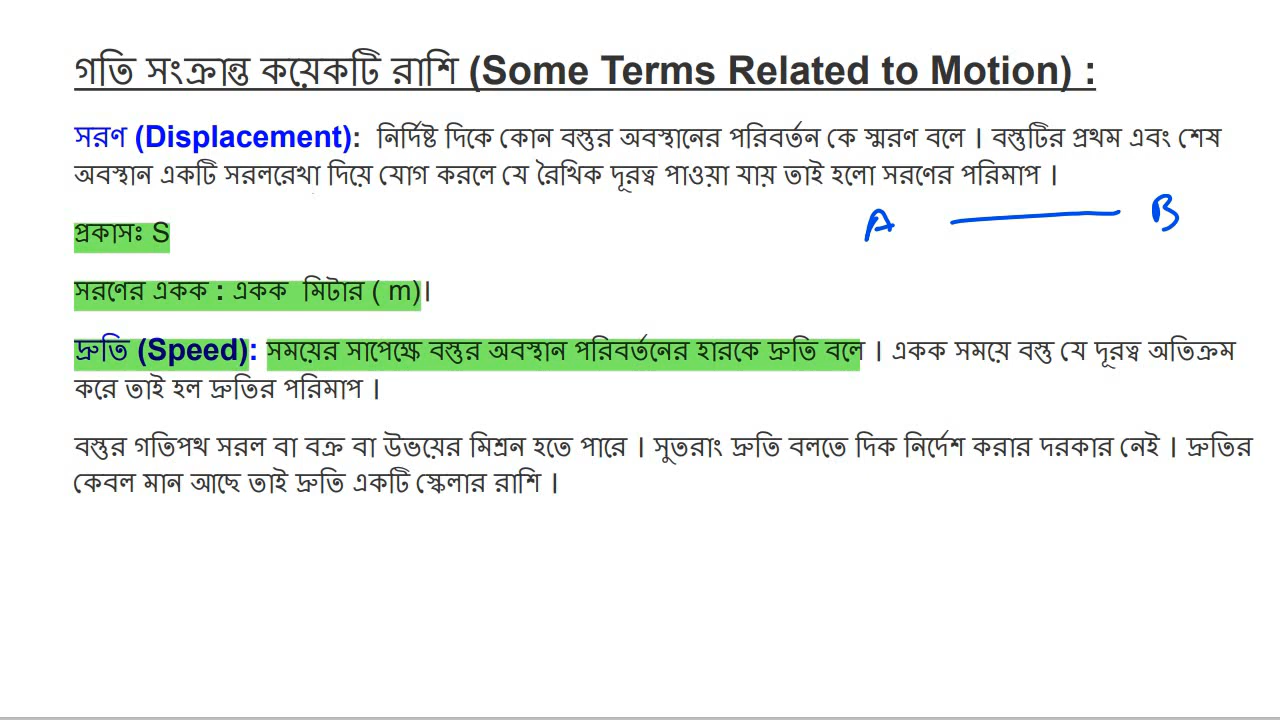 গতি সংক্রান্ত কয়েকটি রাশি (Some Terms Related to Motion) :
সরণ (Displacement): নির্দিষ্ট দিকে কোন বস্তুর অবস্থানের পরিবর্তন কে স্মরণ বলে । বস্তুটির প্রথম এবং শেষ
অবস্থান একটি সরলরেখা দিয়ে যোগ করলে যে রৈখিক দূরত্ব পাওয়া যায় তাই হলো সরণের পরিমাপ ।
A B
প্রকাসঃ S
সরণের একক : একক মিটার ( m)।
দ্রুতি (Speed): সময়ের সাপেক্ষে বস্তুর অবস্থান পরিবর্তনের হারকে দ্রুতি বলে । একক সময়ে বস্তু যে দূরত্ব অতিক্রম
করে তাই হল দ্রুতির পরিমাপ ।
বস্তুর গতিপথ সরল বা বক্র বা উভয়ের মিশ্রন হতে পারে । সুতরাং দ্রুতি বলতে দিক নির্দেশ করার দরকার নেই । দ্রুতির
কেবল মান আছে তাই দ্রুতি একটি স্কেলার রাশি ।